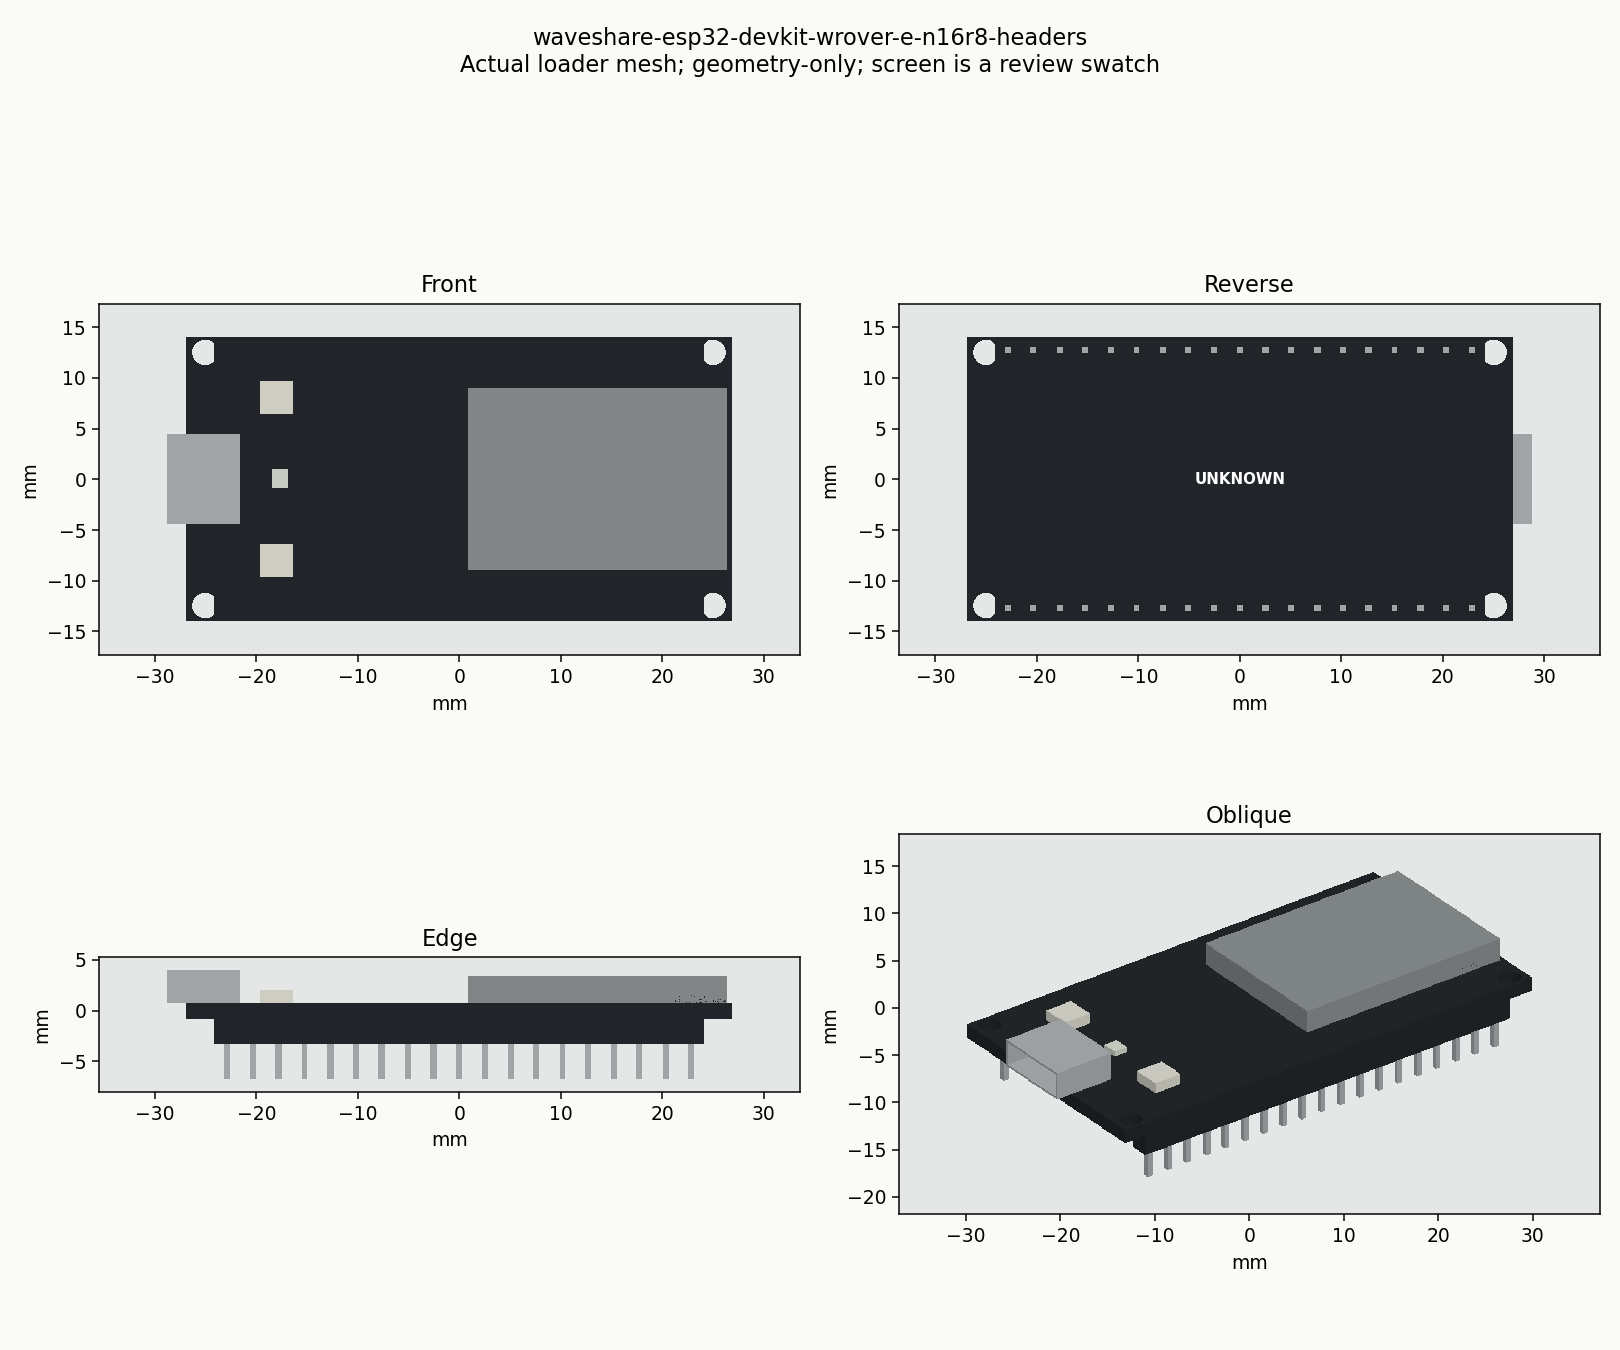 waveshare-esp32-devkit-wrover-e-n16r8-headers
Actual loader mesh; geometry-only; screen is a review swatch
Front
15
10
5
0
−5
−10
−15
mm
−30 −20 −10 0 10 20 30
mm
Reverse
15
10
5
0
−5
−10
−15
mm
UNKNOWN
−30 −20 −10 0 10 20 30
mm
Edge
5
0
−5
mm
−30 −20 −10 0 10 20 30
mm
Oblique
15
10
5
0
−5
−10
−15
−20
mm
−30 −20 −10 0 10 20 30
mm